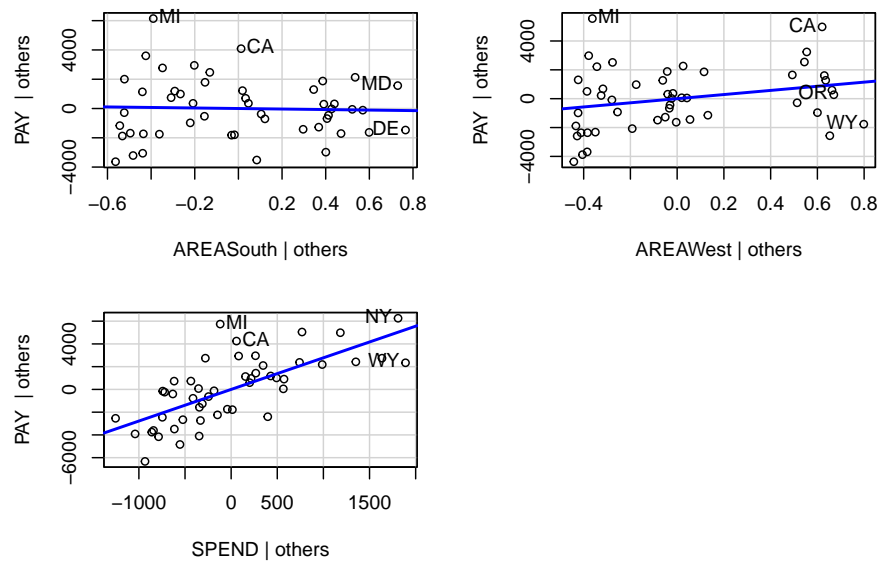 MI
CA
MD
DE
−4000 0 4000
PAY | others
−0.6 −0.2 0.2 0.4 0.6 0.8
AREASouth | others
MI
CA
OR
WY
−4000 0 4000
PAY | others
−0.4 0.0 0.2 0.4 0.6 0.8
AREAWest | others
MI
CA
NY
WY
−6000 0 4000
PAY | others
−1000 0 500 1500
SPEND | others